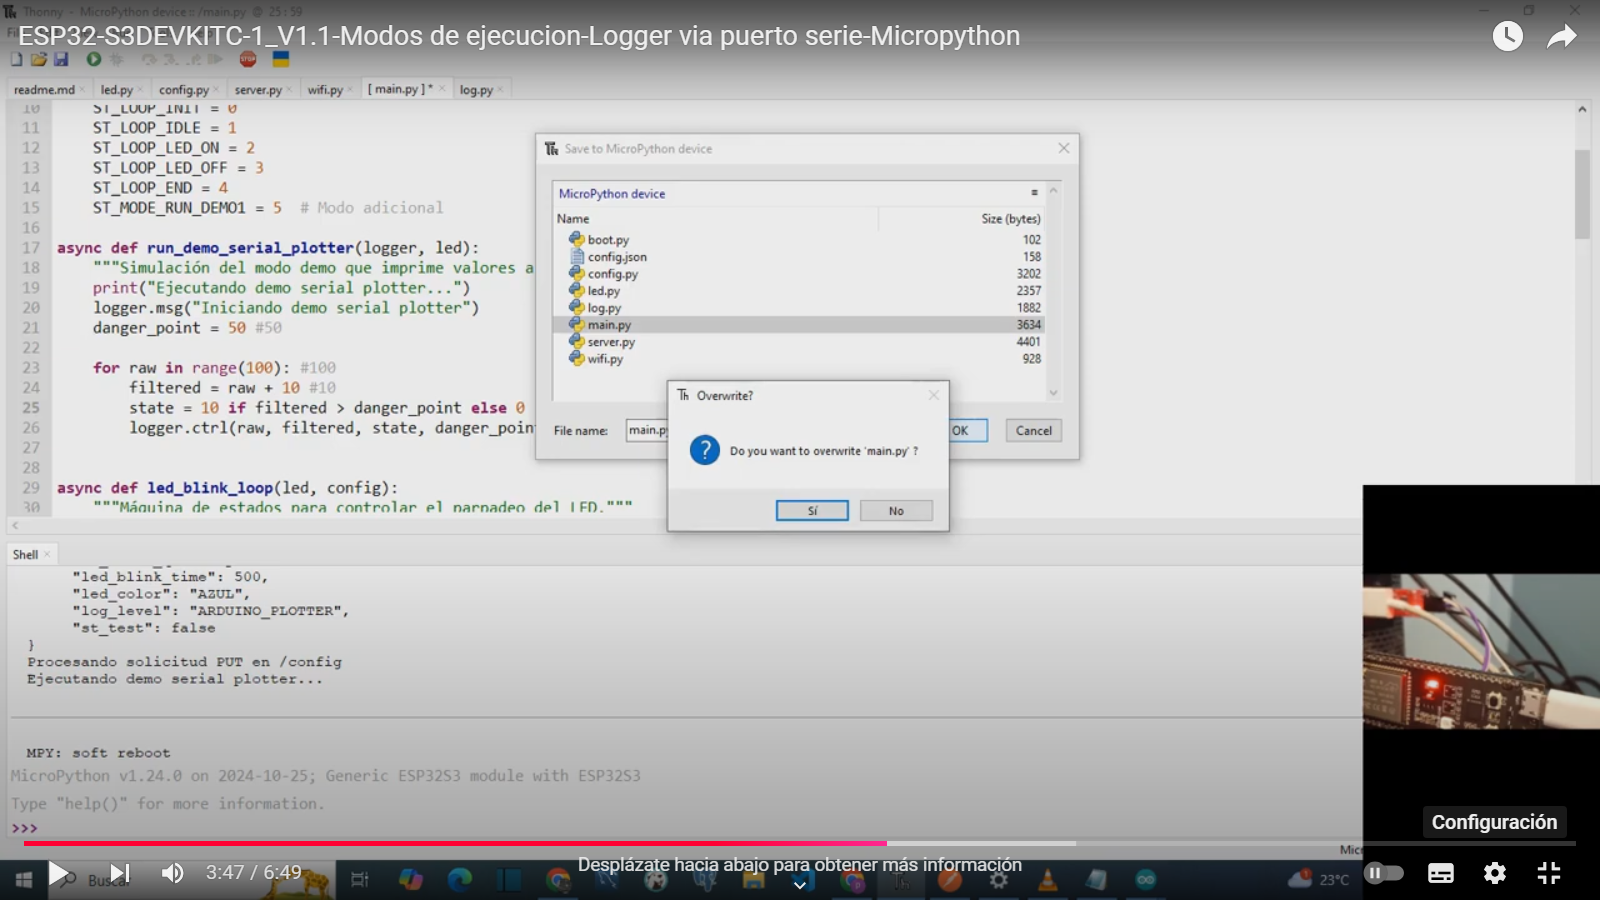 Thonny - MicroPython device :: /main.py @ 25 : 59
ESP32-S3DEVKITC-1_V1.1-Modos de ejecucion-Logger via puerto serie-Micropython
STOP
readme.md
led.py
config.py
server.py
wifi.py
[ main.py ] *
log.py
10 ST_LOOP_INIT = 0
11 ST_LOOP_IDLE = 1
12 ST_LOOP_LED_ON = 2
13 ST_LOOP_LED_OFF = 3
14 ST_LOOP_END = 4
15 ST_MODE_RUN_DEMO1 = 5 # Modo adicional
16
17 async def run_demo_serial_plotter(logger, led):
18 """Simulación del modo demo que imprime valores a
19 print("Ejecutando demo serial plotter...")
20 logger.msg("Iniciando demo serial plotter")
21 danger_point = 50 #50
22
23 for raw in range(100): #100
24 filtered = raw + 10 #10
25 state = 10 if filtered > danger_point else 0
26 logger.ctrl(raw, filtered, state, danger_poin
27
28
29 async def led_blink_loop(led, config):
30 """Máquina de estados para controlar el parpadeo del LED."""
Save to MicroPython device
MicroPython device
Name Size (bytes)
boot.py 102
config.json 158
config.py 3202
led.py 2357
log.py 1882
main.py 3634
server.py 4401
wifi.py 928
File name: main.p
OK
Cancel
Overwrite?
Do you want to overwrite 'main.py' ?
Sí
No
Shell
"led_blink_time": 500,
"led_color": "AZUL",
"log_level": "ARDUINO_PLOTTER",
"st_test": false
}
Procesando solicitud PUT en /config
Ejecutando demo serial plotter...
MPY: soft reboot
MicroPython v1.24.0 on 2024-10-25; Generic ESP32S3 module with ESP32S3
Type "help()" for more information.
>>>
Configuración
3:47 / 6:49
Desplázate hacia abajo para obtener más información
23°C